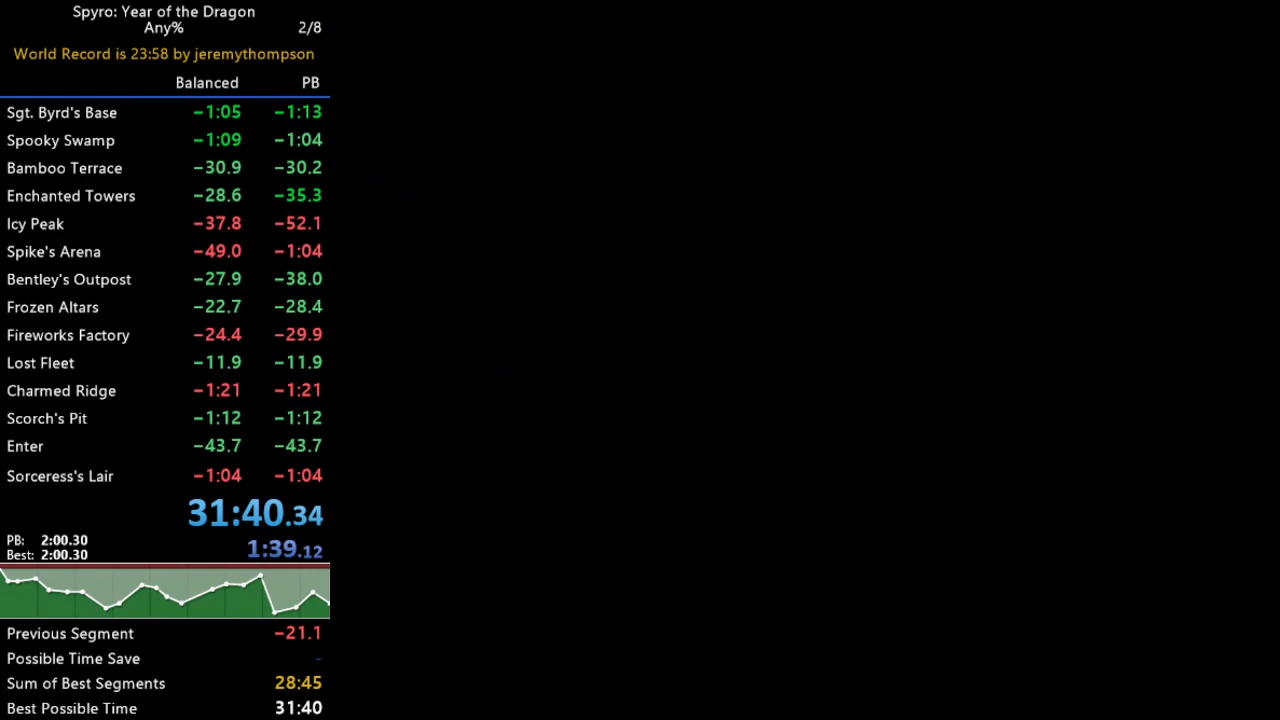 Spyro: Year of the Dragon
Any% 2/8
World Record is 23:58 by jeremythompson
Balanced PB
Sgt. Byrd's Base −1:05 −1:13
Spooky Swamp −1:09 −1:04
Bamboo Terrace −30.9 −30.2
Enchanted Towers −28.6 −35.3
Icy Peak −37.8 −52.1
Spike's Arena −49.0 −1:04
Bentley's Outpost −27.9 −38.0
Frozen Altars −22.7 −28.4
Fireworks Factory −24.4 −29.9
Lost Fleet −11.9 −11.9
Charmed Ridge −1:21 −1:21
Scorch's Pit −1:12 −1:12
Enter −43.7 −43.7
Sorceress's Lair −1:04 −1:04
31:40.34
PB: 2:00.30
Best: 2:00.30
1:39.12
Previous Segment −21.1
Possible Time Save -
Sum of Best Segments 28:45
Best Possible Time 31:40